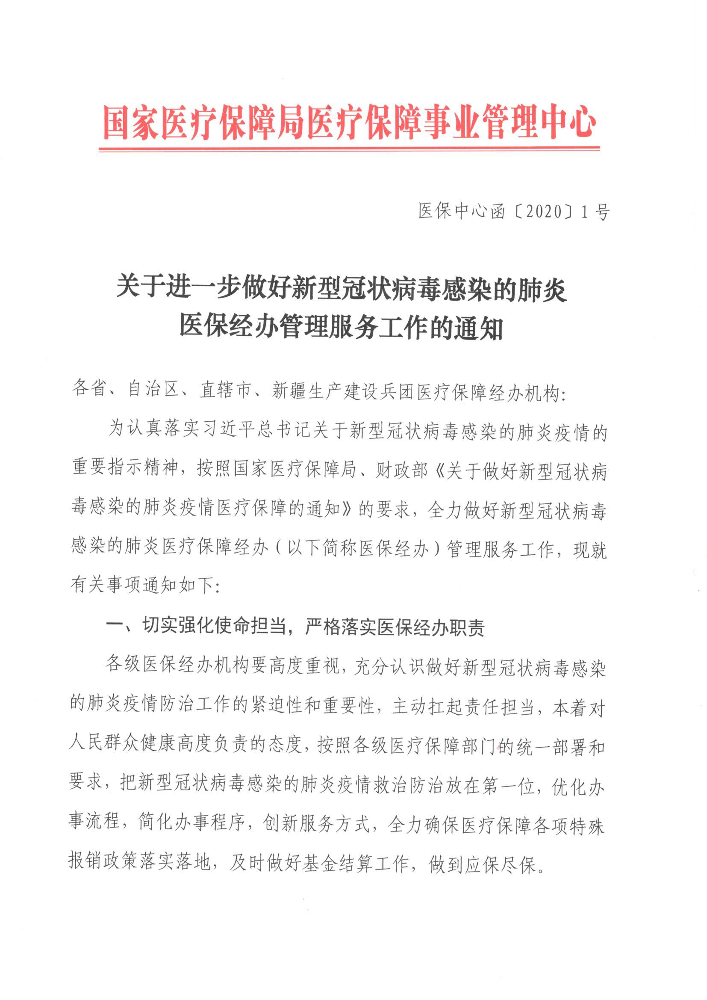 国家医疗保障局医疗保障事业管理中心
医保中心函〔2020〕1号
关于进一步做好新型冠状病毒感染的肺炎
医保经办管理服务工作的通知
各省、自治区、直辖市、新疆生产建设兵团医疗保障经办机构：
为认真落实习近平总书记关于新型冠状病毒感染的肺炎疫情的
重要指示精神，按照国家医疗保障局、财政部《关于做好新型冠状病
毒感染的肺炎疫情医疗保障的通知》的要求，全力做好新型冠状病毒
感染的肺炎医疗保障经办（以下简称医保经办）管理服务工作，现就
有关事项通知如下：
一、切实强化使命担当，严格落实医保经办职责
各级医保经办机构要高度重视，充分认识做好新型冠状病毒感染
的肺炎疫情防治工作的紧迫性和重要性，主动扛起责任担当，本着对
人民群众健康高度负责的态度，按照各级医疗保障部门的统一部署和
要求，把新型冠状病毒感染的肺炎疫情救治防治放在第一位，优化办
事流程，简化办事程序，创新服务方式，全力确保医疗保障各项特殊
报销政策落实落地，及时做好基金结算工作，做到应保尽保。